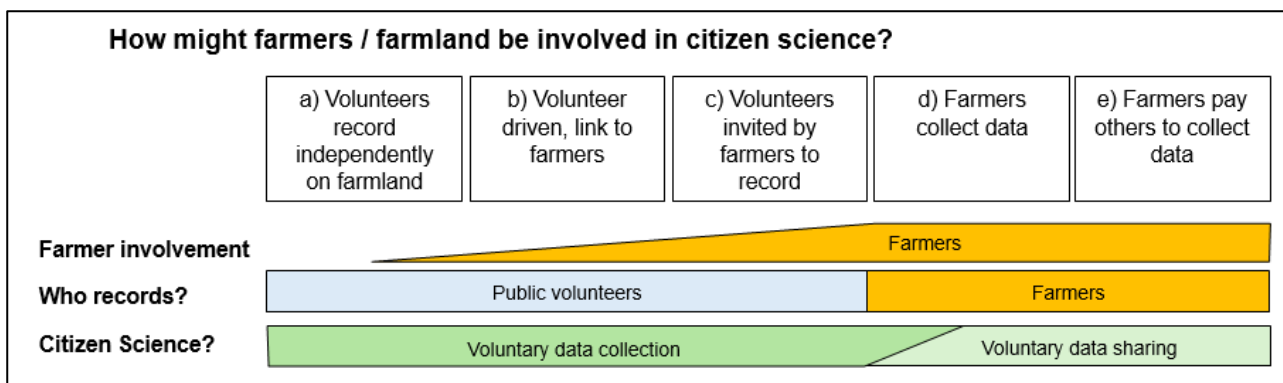 How might farmers / farmland be involved in citizen science?
a) Volunteers
record
independently
on farmland
b) Volunteer
driven, link to
farmers
c) Volunteers
invited by
farmers to
record
d) Farmers
collect data
e) Farmers pay
others to collect
data
Farmer involvement
Farmers
Who records?
Public volunteers
Farmers
Citizen Science?
Voluntary data collection
Voluntary data sharing